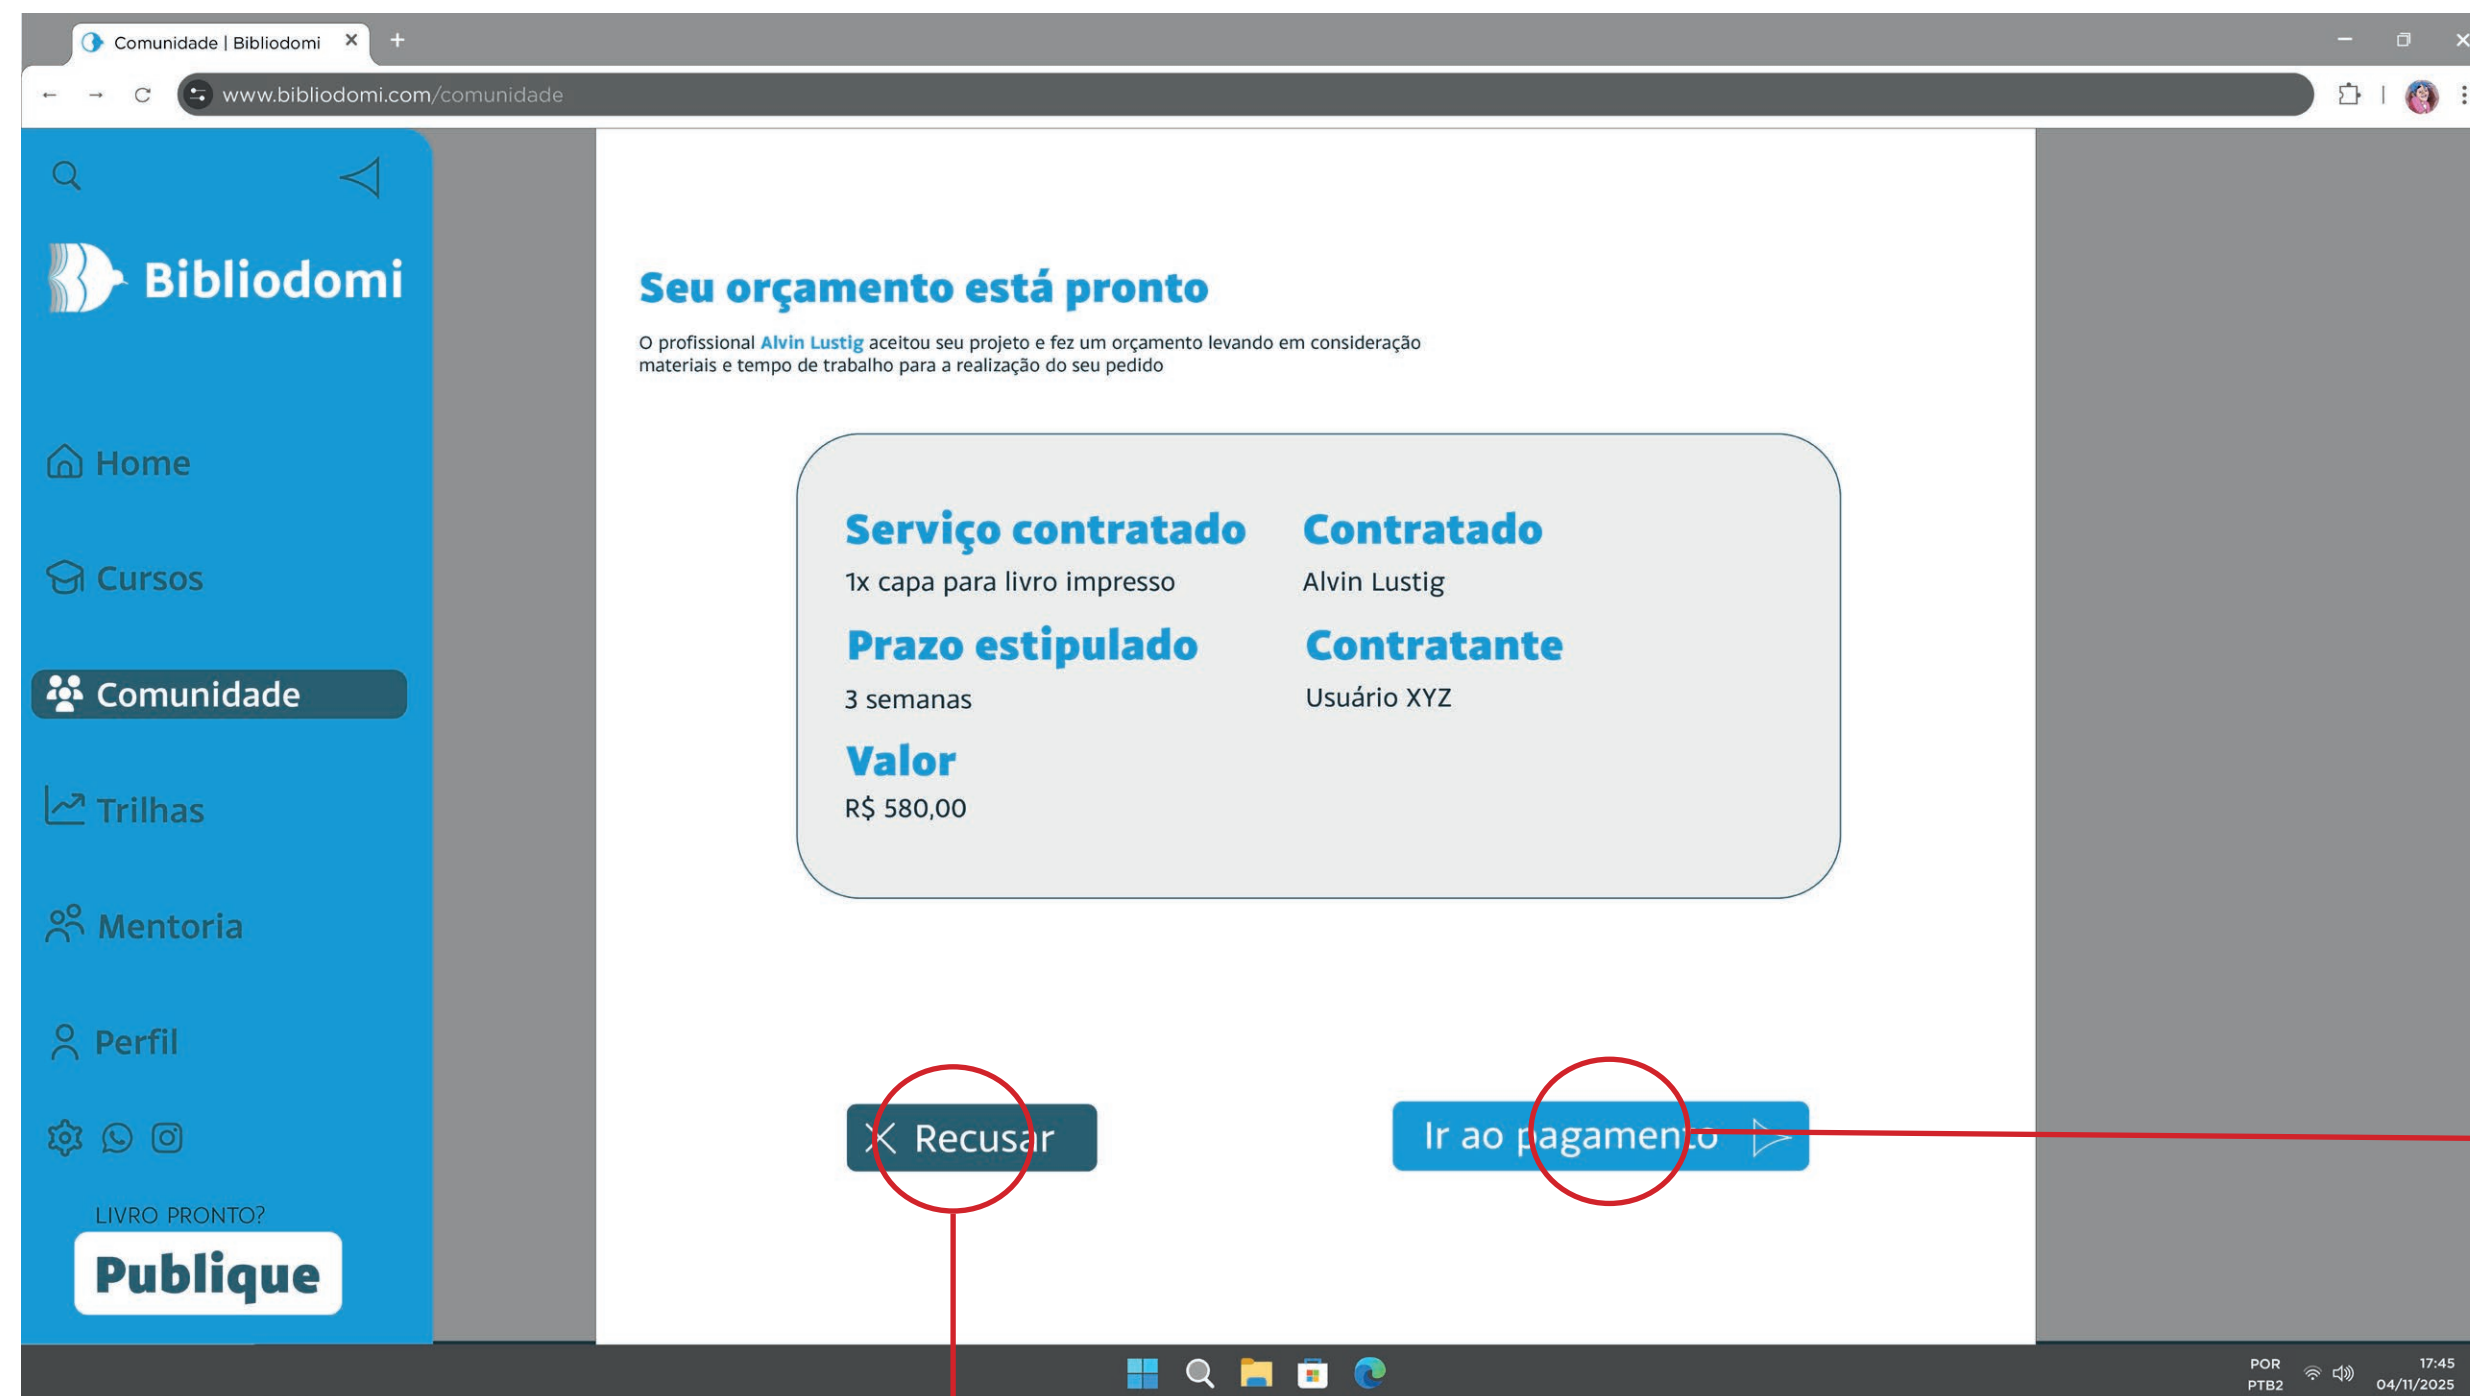 Comunidade | Bibliodomi
www.bibliodomi.com/comunidade
Bibliodomi
Home
Cursos
Comunidade
Trilhas
Mentoria
Perfil
LIVRO PRONTO?
Publique
Seu orçamento está pronto
O profissional Alvin Lustig aceitou seu projeto e fez um orçamento levando em consideração
materiais e tempo de trabalho para a realização do seu pedido
Serviço contratado
1x capa para livro impresso
Contratado
Alvin Lustig
Prazo estipulado
3 semanas
Contratante
Usuário XYZ
Valor
R$ 580,00
Recusar
Ir ao pagamento
POR
PTB2
17:45
04/11/2025